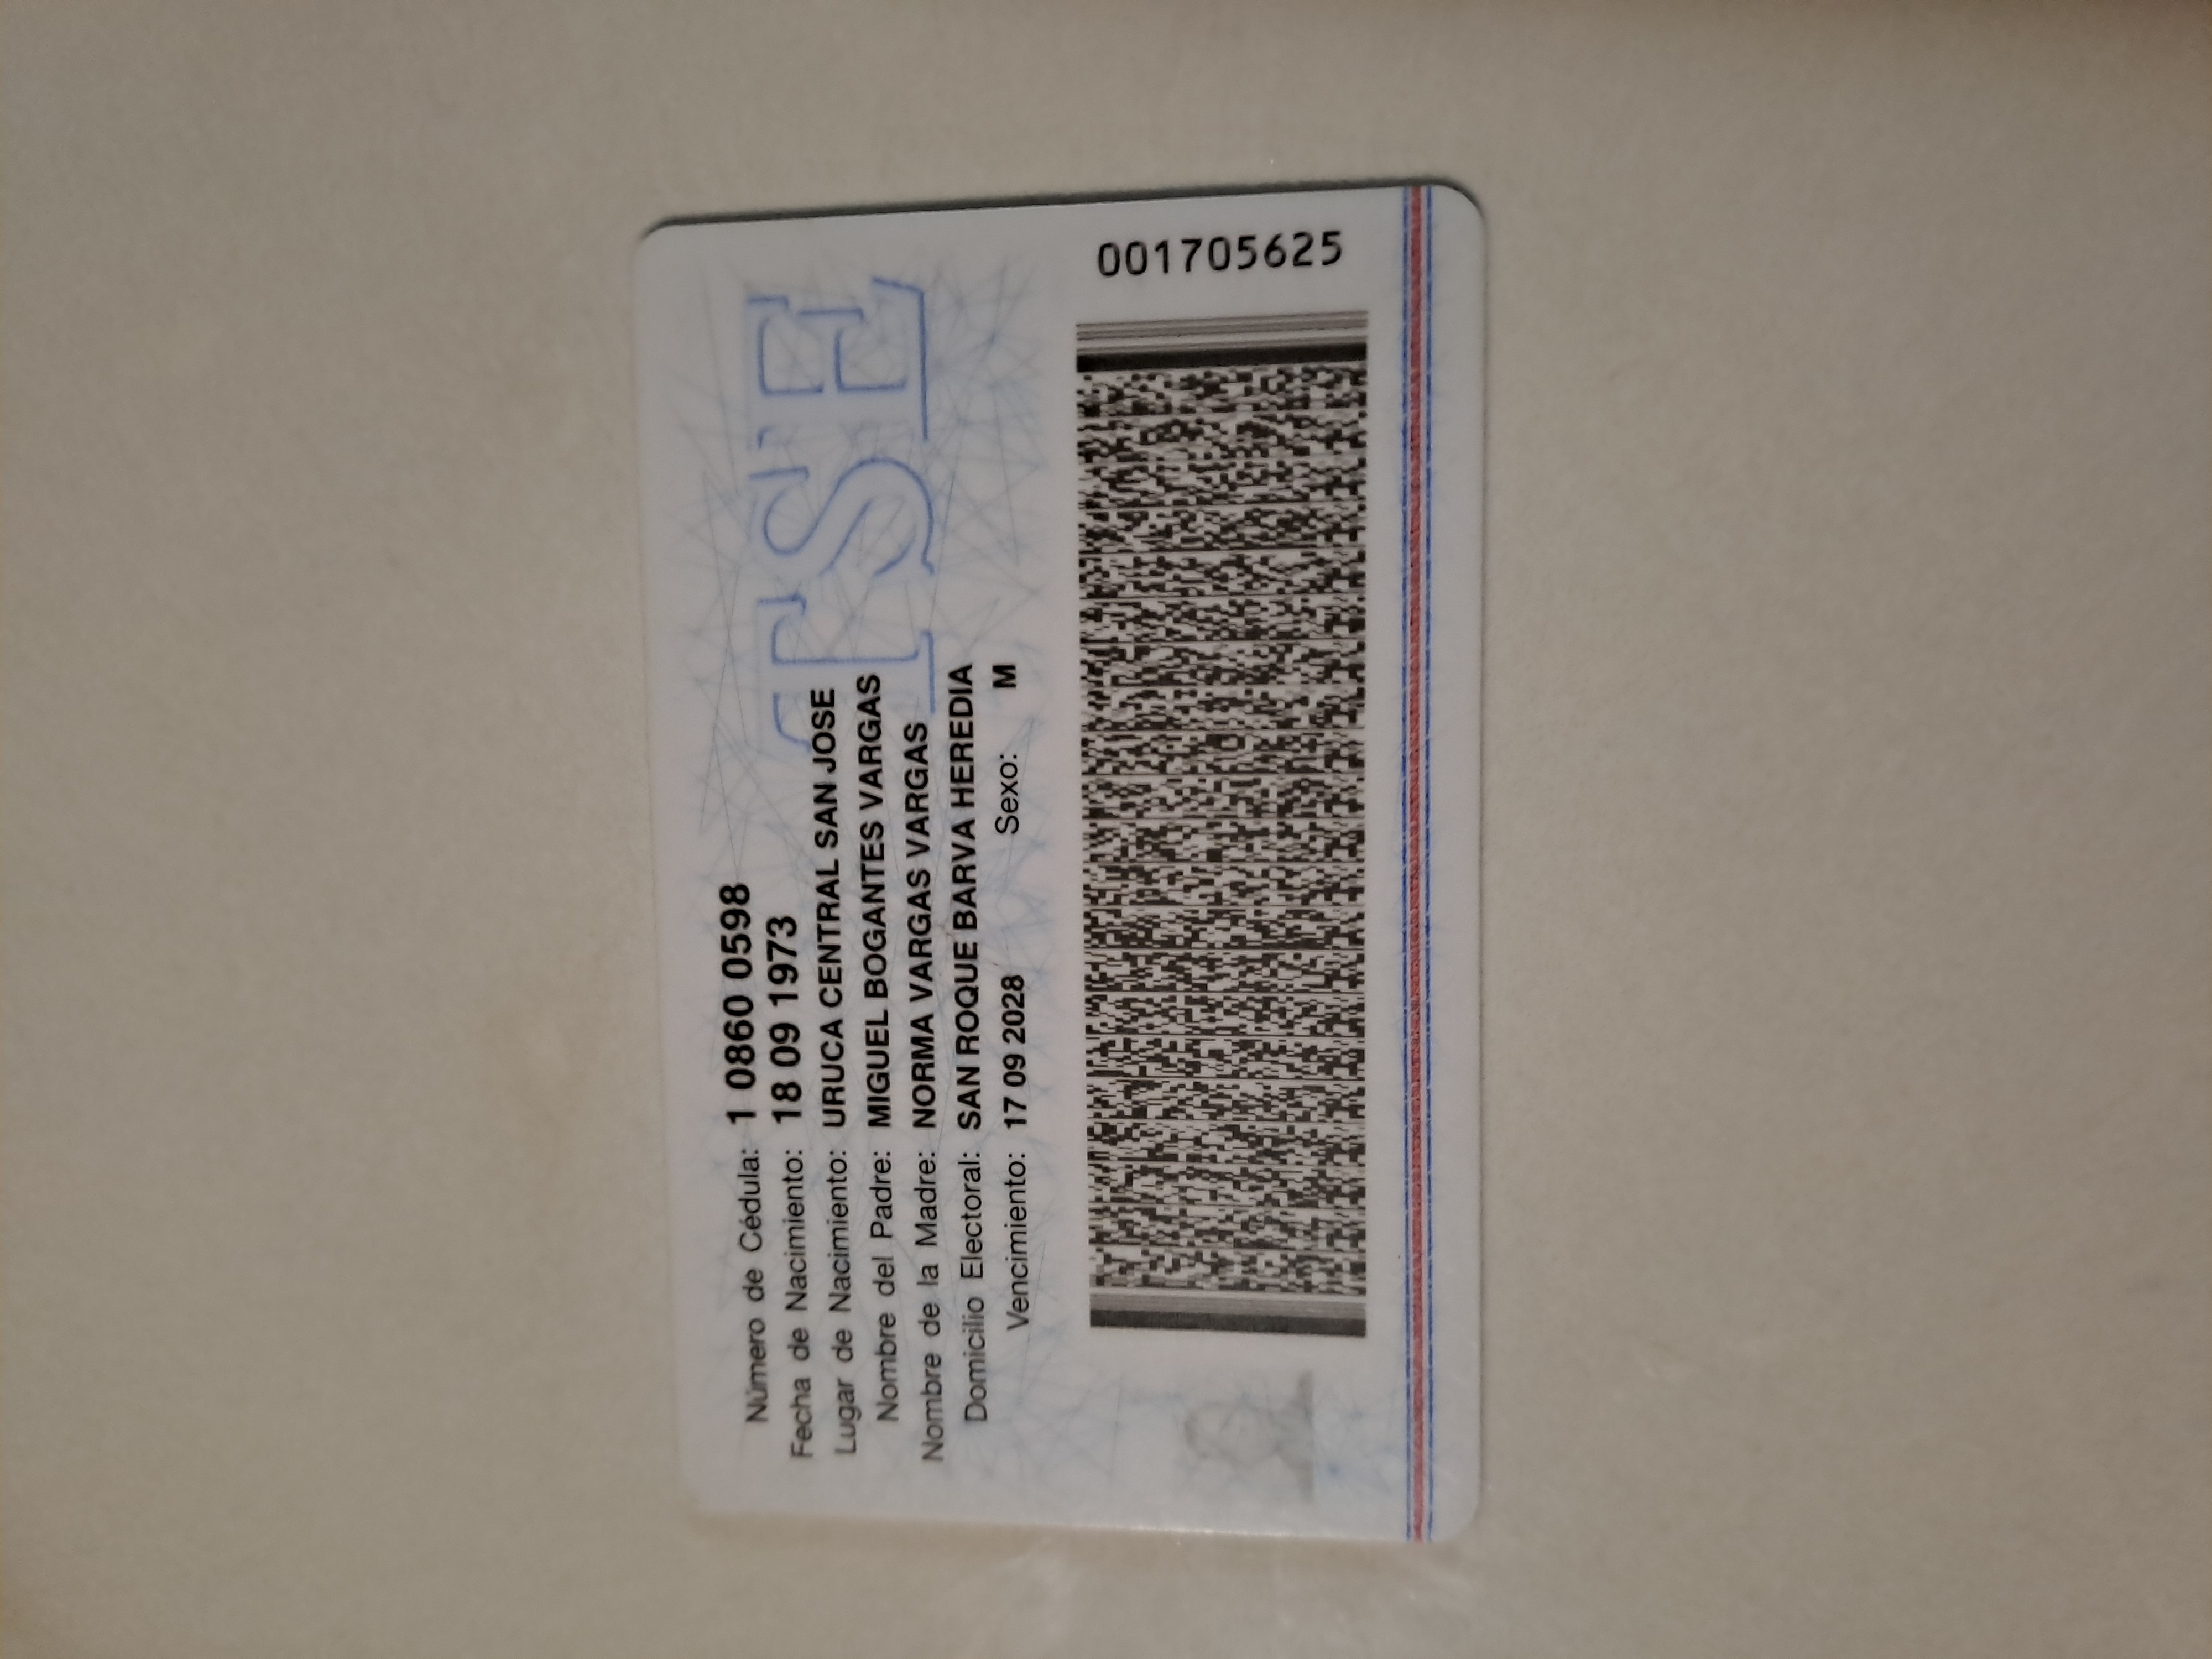 TSE
Número de Cédula: 1 0860 0598
Fecha de Nacimiento: 18 09 1973
Lugar de Nacimiento: URUCA CENTRAL SAN JOSE
Nombre del Padre: MIGUEL BOGANTES VARGAS
Nombre de la Madre: NORMA VARGAS VARGAS
Domicilio Electoral: SAN ROQUE BARVA HEREDIA
Vencimiento: 17 09 2028 Sexo: M
001705625